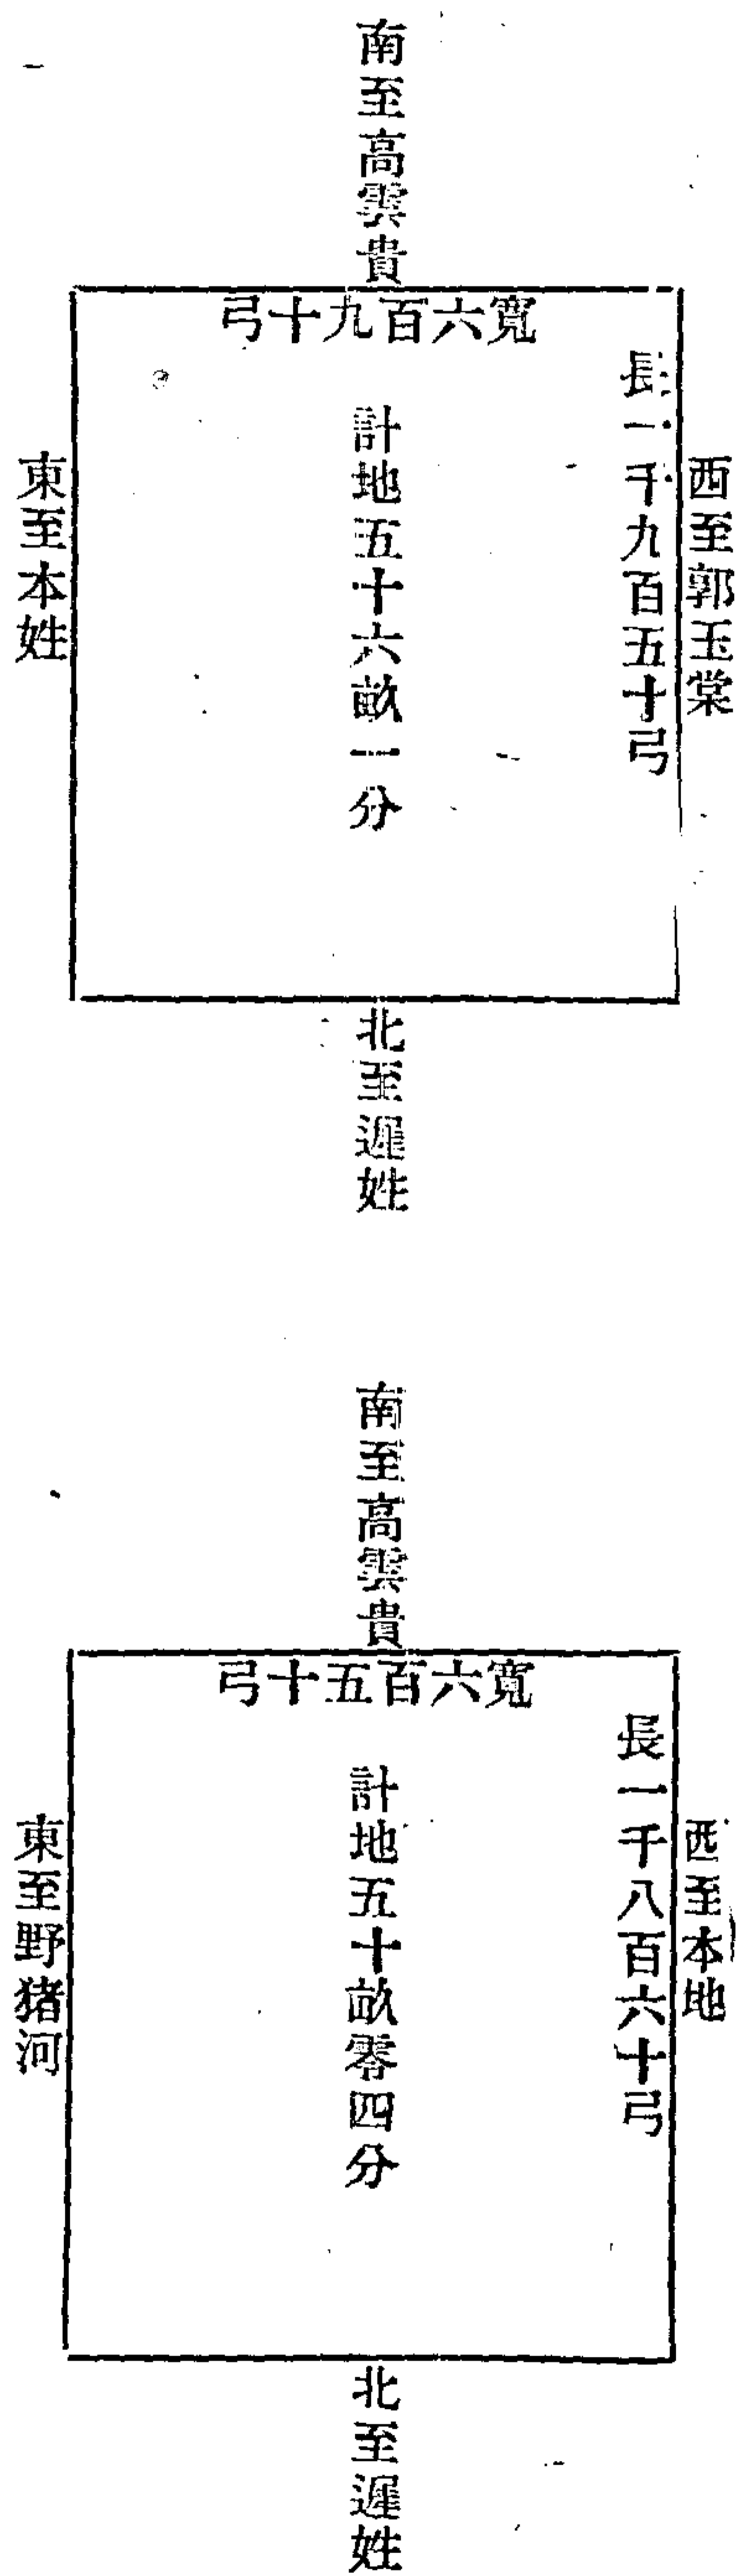 南至高雲貴
寬六百九十弓
西至郭玉棠
長一千九百五十弓
計地五十六畝一分
東至本姓
北至遲姓
南至高雲貴
寬六百五十弓
西至本地
長一千八百六十弓
計地五十畝零四分
東至野猪河
北至遲姓